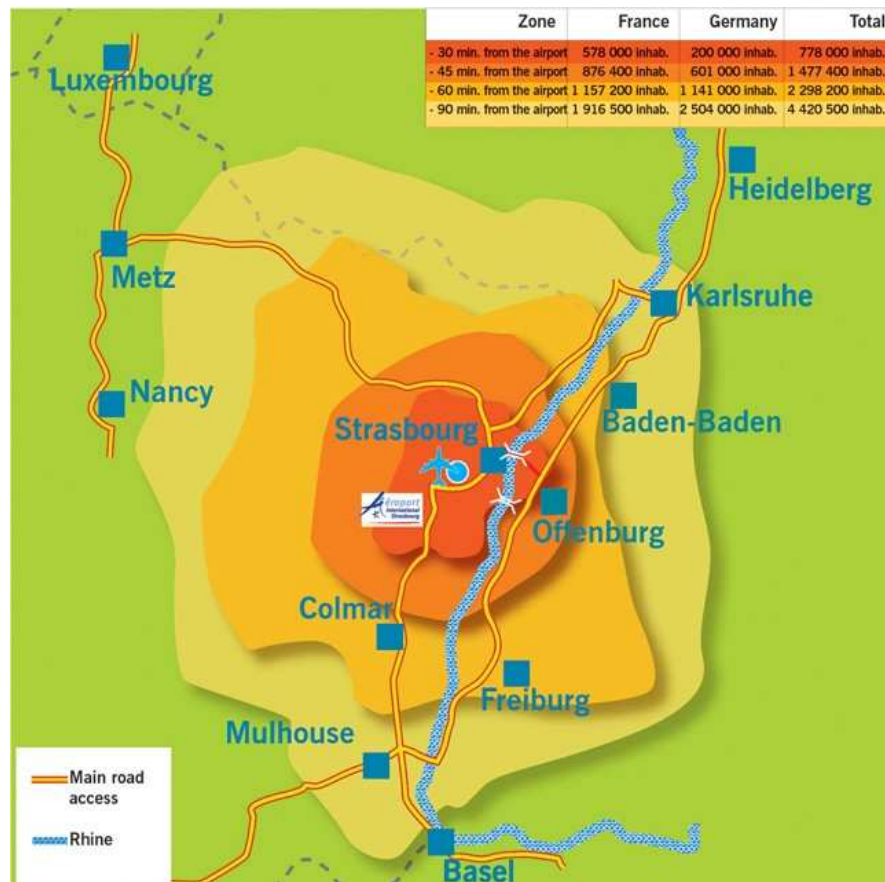 Zone France Germany Total
- 30 min. from the airport 578 000 inhab. 200 000 inhab. 778 000 inhab.
- 45 min. from the airport 876 400 inhab. 601 000 inhab. 1 477 400 inhab.
- 60 min. from the airport 1 157 200 inhab. 1 141 000 inhab. 2 298 200 inhab.
- 90 min. from the airport 1 916 500 inhab. 2 504 000 inhab. 4 420 500 inhab.
Luxembourg
Heidelberg
Metz
Karlsruhe
Nancy
Baden-Baden
Strasbourg
Aéroport
International
Strasbourg
Offenburg
Colmar
Freiburg
Mulhouse
Basel
Main road
access
Rhine